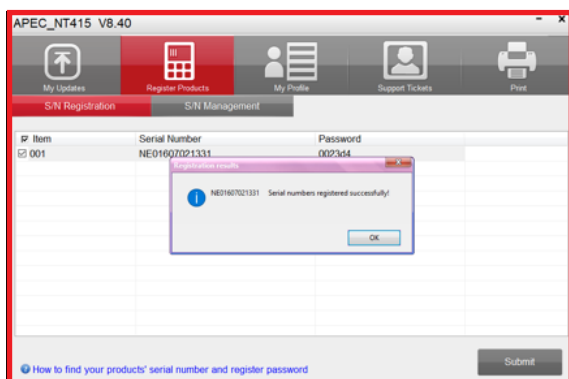 APEC_NT415 V8.40
My Updates Register Products My Profile Support Tickets Print
S/N Registration S/N Management
Item Serial Number Password
001 NE01607021331 0023d4
Registration results
NE01607021331 Serial numbers registered successfully!
OK
How to find your products' serial number and register password
Submit